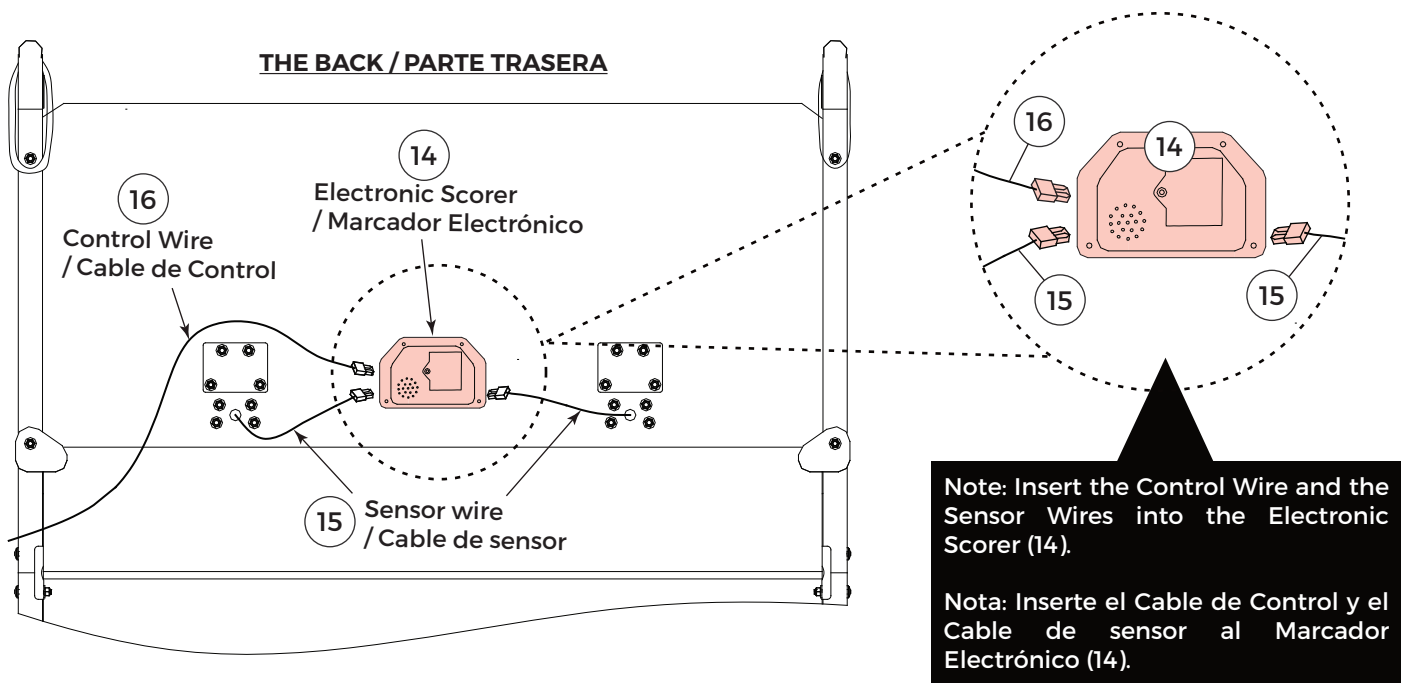 THE BACK / PARTE TRASERA
14
Electronic Scorer
/ Marcador Electrónico
16
Control Wire
/ Cable de Control
15
Sensor wire
/ Cable de sensor
16
14
15
15
Note: Insert the Control Wire and the
Sensor Wires into the Electronic
Scorer (14).
Nota: Inserte el Cable de Control y el
Cable de sensor al Marcador
Electrónico (14).